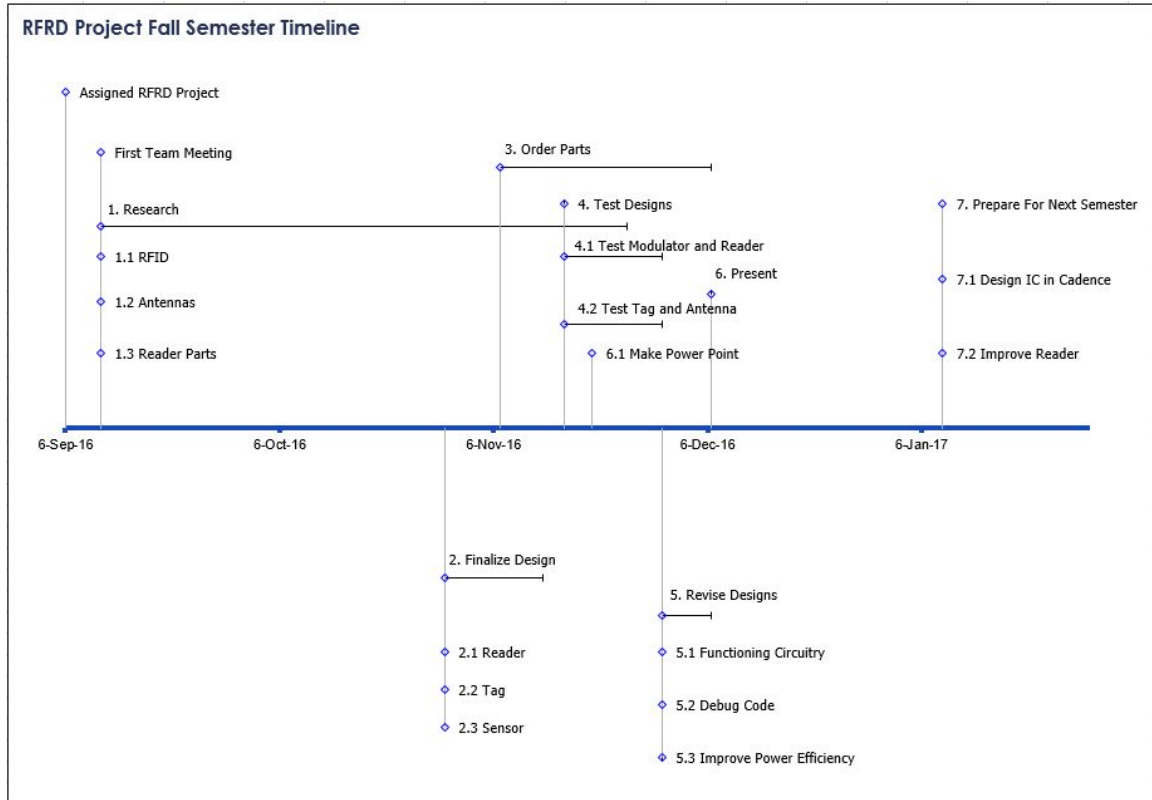 RFRD Project Fall Semester Timeline
Assigned RFRD Project
First Team Meeting
3. Order Parts
1. Research
4. Test Designs
7. Prepare For Next Semester
4.1 Test Modulator and Reader
1.1 RFID
6. Present
7.1 Design IC in Cadence
1.2 Antennas
4.2 Test Tag and Antenna
1.3 Reader Parts
6.1 Make Power Point
7.2 Improve Reader
6-Sep-16
6-Oct-16
6-Nov-16
6-Dec-16
6-Jan-17
2. Finalize Design
5. Revise Designs
2.1 Reader
5.1 Functioning Circuitry
2.2 Tag
5.2 Debug Code
2.3 Sensor
5.3 Improve Power Efficiency